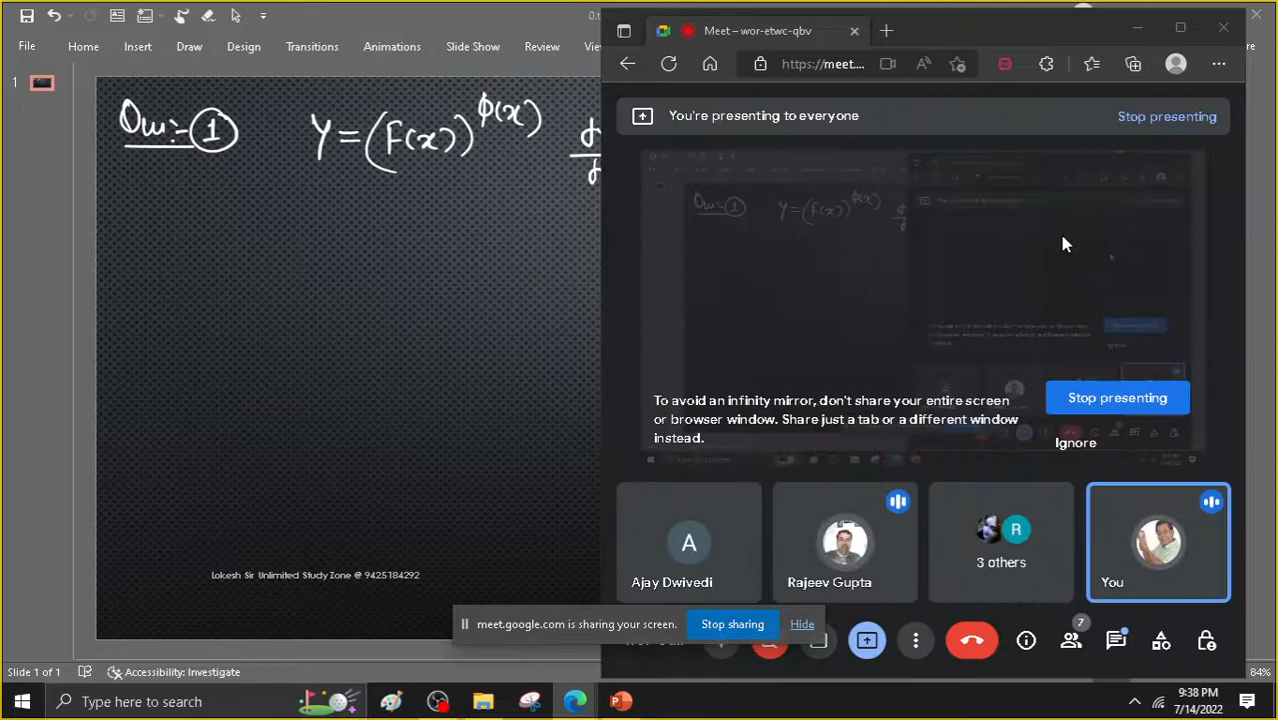 0.t
File
Home
Insert
Draw
Design
Transitions
Animations
Slide Show
Review
Viev
re
1
Que:- ①
Y = (F(x))^φ(x)
Lokesh Sir Unlimited Study Zone @ 9425184292
Slide 1 of 1
Accessibility: Investigate
84%
Meet – wor-etwc-qbv
https://meet....
You're presenting to everyone
Stop presenting
To avoid an infinity mirror, don't share your entire screen
or browser window. Share just a tab or a different window
instead.
Stop presenting
Ignore
A
Ajay Dwivedi
Rajeev Gupta
R
3 others
You
meet.google.com is sharing your screen.
Stop sharing
Hide
7
Type here to search
9:38 PM
7/14/2022